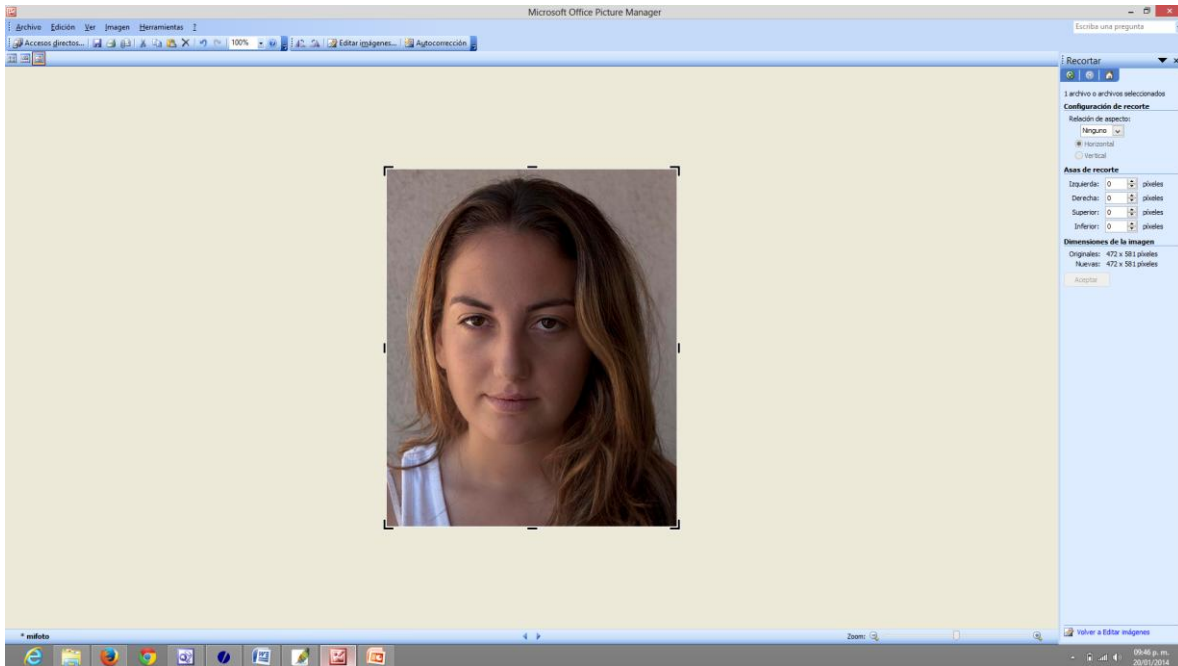 Microsoft Office Picture Manager
Archivo Edición Ver Imagen Herramientas ?
Escriba una pregunta
Accesos directos... 100% Editar imágenes... Autocorrección
Recortar
1 archivo o archivos seleccionados
Configuración de recorte
Relación de aspecto:
Ninguno
Horizontal
Vertical
Asas de recorte
Izquierda: 0 píxeles
Derecha: 0 píxeles
Superior: 0 píxeles
Inferior: 0 píxeles
Dimensiones de la imagen
Originales: 472 x 581 píxeles
Nuevas: 472 x 581 píxeles
Aceptar
* mifoto
Zoom:
Volver a Editar imágenes
09:46 p. m.
20/01/2014